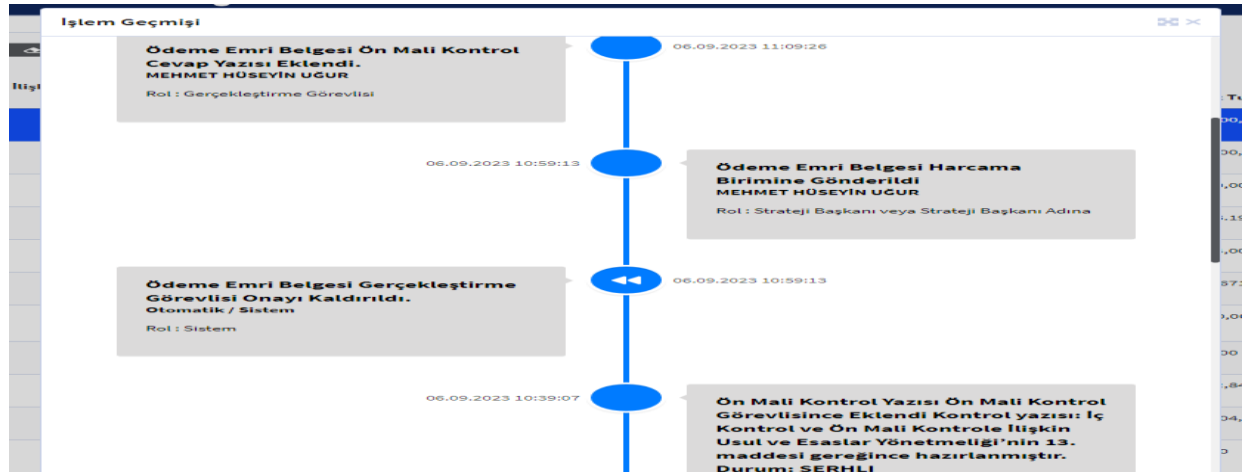 İşlem Geçmişi
İlişl
Ödeme Emri Belgesi Ön Mali Kontrol
Cevap Yazısı Eklendi.
MEHMET HÜSEYİN UĞUR
Rol : Gerçekleştirme Görevlisi
06.09.2023 11:09:26
06.09.2023 10:59:13
Ödeme Emri Belgesi Harcama
Birimine Gönderildi
MEHMET HÜSEYİN UĞUR
Rol : Strateji Başkanı veya Strateji Başkanı Adına
Ödeme Emri Belgesi Gerçekleştirme
Görevlisi Onayı Kaldırıldı.
Otomatik / Sistem
Rol : Sistem
06.09.2023 10:59:13
06.09.2023 10:39:07
Ön Mali Kontrol Yazısı Ön Mali Kontrol
Görevlisince Eklendi Kontrol yazısı: İç
Kontrol ve Ön Mali Kontrole İlişkin
Usul ve Esaslar Yönetmeliği'nin 13.
maddesi gereğince hazırlanmıştır.
Durum: ŞERHLİ